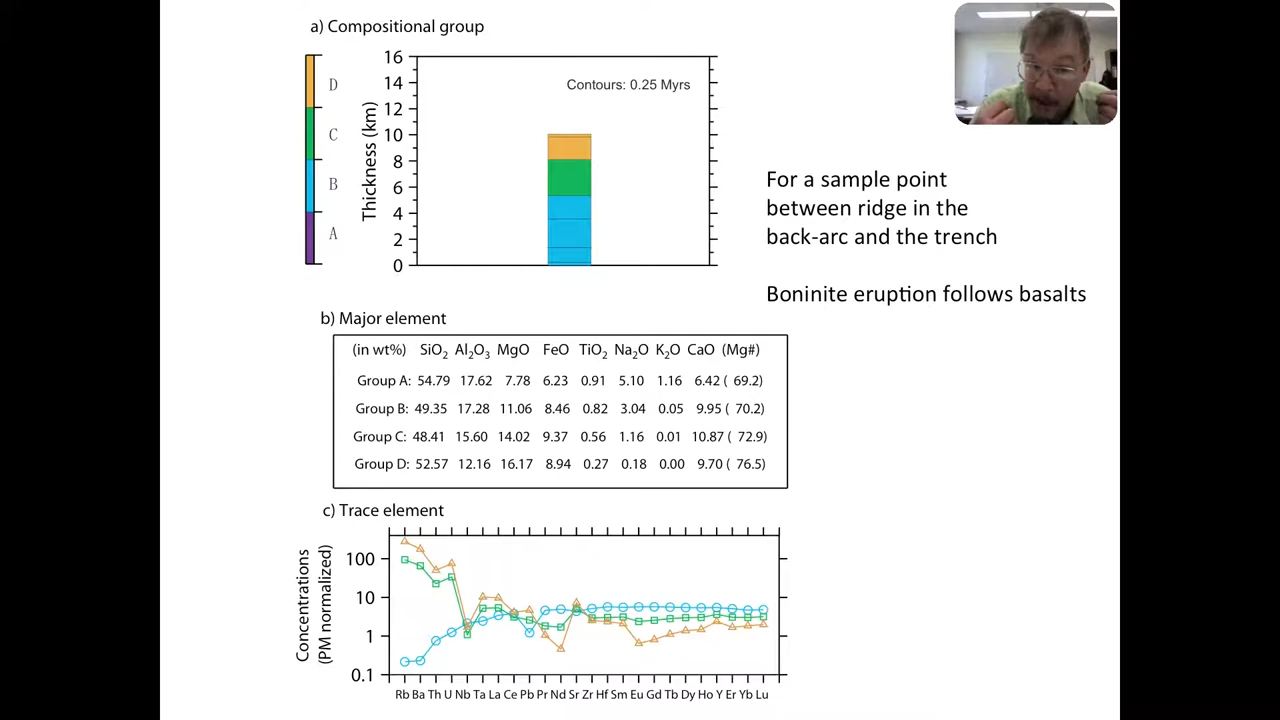 a) Compositional group
D
C
B
A
Thickness (km)
16
14
12
10
8
6
4
2
0
Contours: 0.25 Myrs
For a sample point
between ridge in the
back-arc and the trench
Boninite eruption follows basalts
b) Major element
(in wt%) SiO2 Al2O3 MgO FeO TiO2 Na2O K2O CaO (Mg#)
Group A: 54.79 17.62 7.78 6.23 0.91 5.10 1.16 6.42 ( 69.2)
Group B: 49.35 17.28 11.06 8.46 0.82 3.04 0.05 9.95 ( 70.2)
Group C: 48.41 15.60 14.02 9.37 0.56 1.16 0.01 10.87 ( 72.9)
Group D: 52.57 12.16 16.17 8.94 0.27 0.18 0.00 9.70 ( 76.5)
c) Trace element
Concentrations
(PM normalized)
100
10
1
0.1
Rb Ba Th U Nb Ta La Ce Pb Pr Nd Sr Zr Hf Sm Eu Gd Tb Dy Ho Y Er Yb Lu